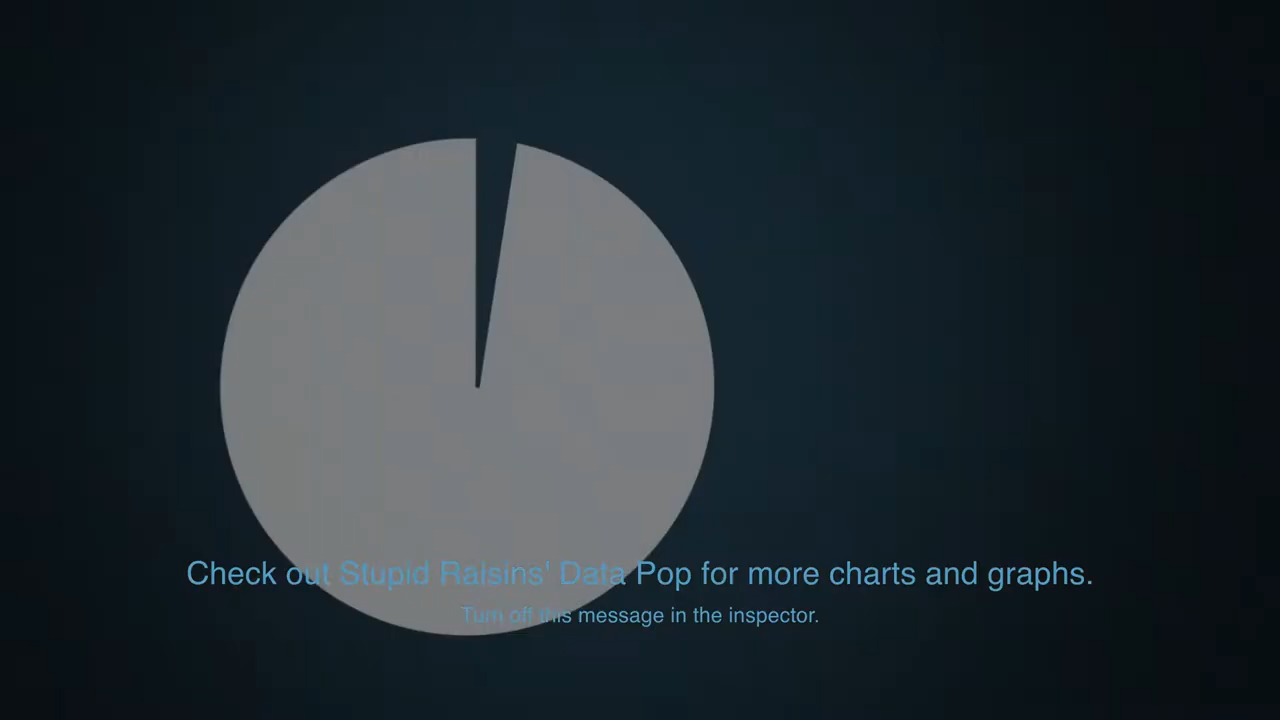 Check out Stupid Raisins' Data Pop for more charts and graphs.
Turn off this message in the inspector.